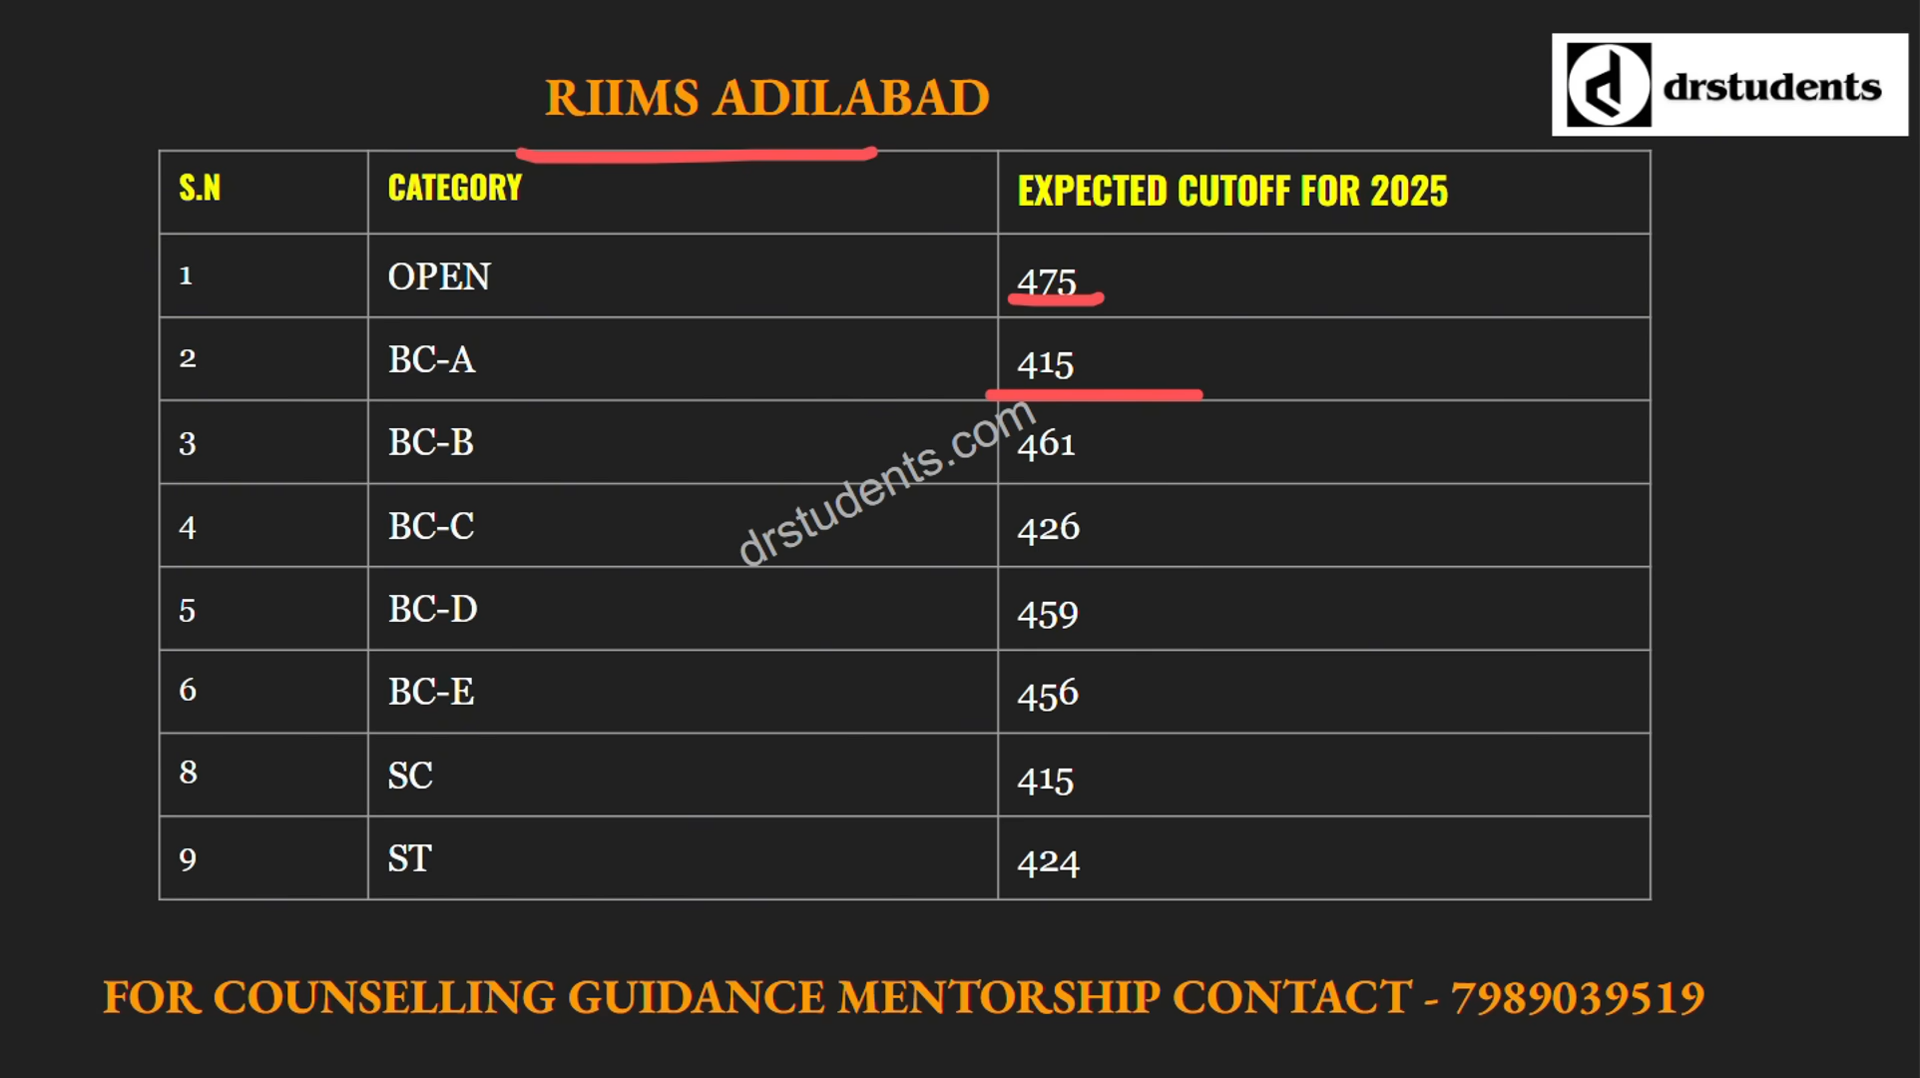 RIIMS ADILABAD
drstudents
S.N CATEGORY EXPECTED CUTOFF FOR 2025
1 OPEN 475
2 BC-A 415
3 BC-B 461
4 BC-C 426
5 BC-D 459
6 BC-E 456
8 SC 415
9 ST 424
drstudents.com
FOR COUNSELLING GUIDANCE MENTORSHIP CONTACT - 7989039519